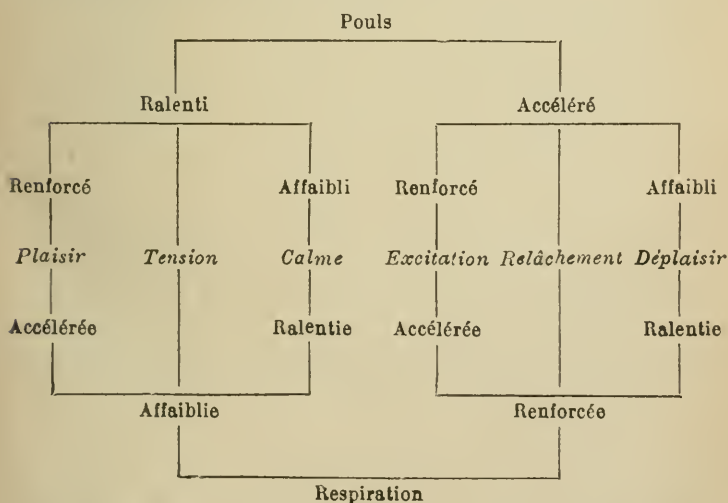 Pouls
Ralenti Accéléré
Renforcé Affaibli Renforcé Affaibli
Plaisir Tension Calme Excitation Relâchement Déplaisir
Accélérée Ralentie Accélérée Ralentie
Affaiblie Renforcée
Respiration